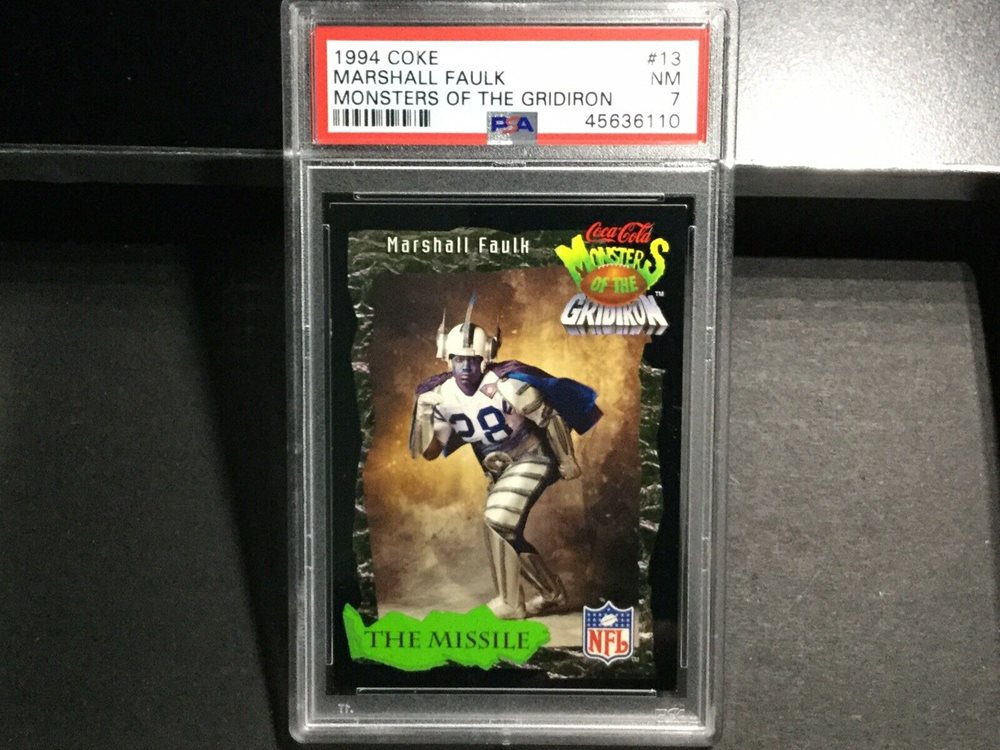 1994 COKE #13
MARSHALL FAULK NM
MONSTERS OF THE GRIDIRON 7
PSA 45636110
Marshall Faulk
Coca-Cola
MONSTERS
OF THE
GRIDIRON™
28
THE MISSILE
NFL